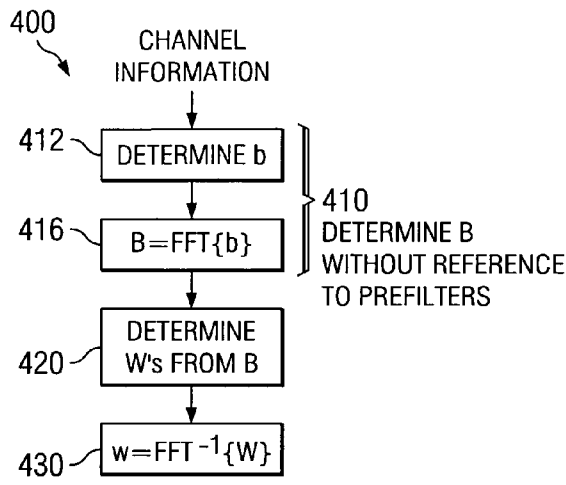 400
CHANNEL
INFORMATION
412
DETERMINE b
416
B=FFT{b}
410
DETERMINE B
WITHOUT REFERENCE
TO PREFILTERS
420
DETERMINE
W's FROM B
430
w=FFT⁻¹{W}